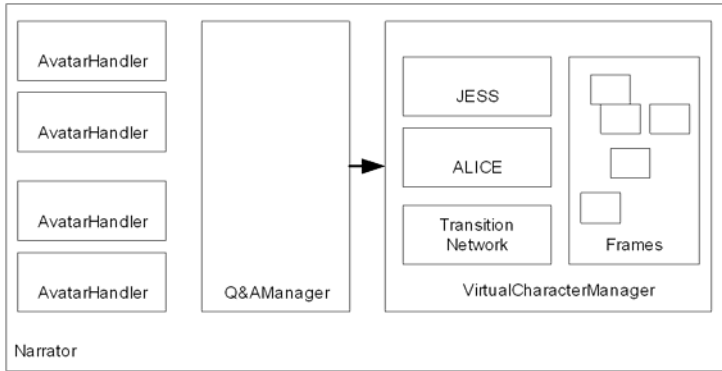 AvatarHandler
AvatarHandler
AvatarHandler
AvatarHandler
Q&AManager
JESS
ALICE
Transition
Network
Frames
VirtualCharacterManager
Narrator